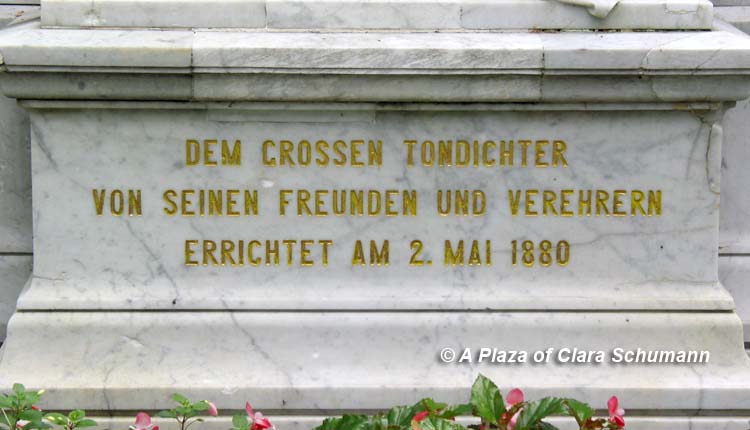 DEM GROSSEN TONDICHTER
VON SEINEN FREUNDEN UND VEREHRERN
ERRICHTET AM 2. MAI 1880
© A Plaza of Clara Schumann